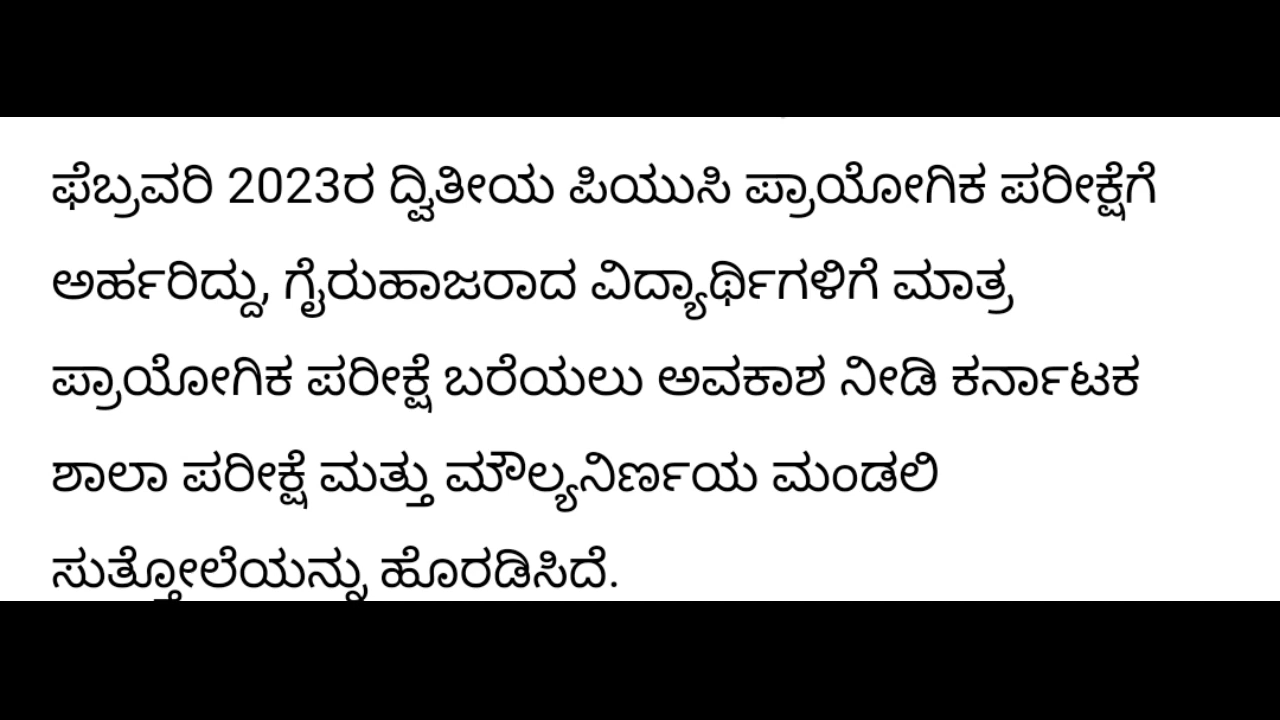 ಫೆಬ್ರವರಿ 2023ರ ದ್ವಿತೀಯ ಪಿಯುಸಿ ಪ್ರಾಯೋಗಿಕ ಪರೀಕ್ಷೆಗೆ
ಅರ್ಹರಿದ್ದು, ಗೈರುಹಾಜರಾದ ವಿದ್ಯಾರ್ಥಿಗಳಿಗೆ ಮಾತ್ರ
ಪ್ರಾಯೋಗಿಕ ಪರೀಕ್ಷೆ ಬರೆಯಲು ಅವಕಾಶ ನೀಡಿ ಕರ್ನಾಟಕ
ಶಾಲಾ ಪರೀಕ್ಷೆ ಮತ್ತು ಮೌಲ್ಯನಿರ್ಣಯ ಮಂಡಲಿ
ಸುತ್ತೋಲೆಯನ್ನು ಹೊರಡಿಸಿದೆ.